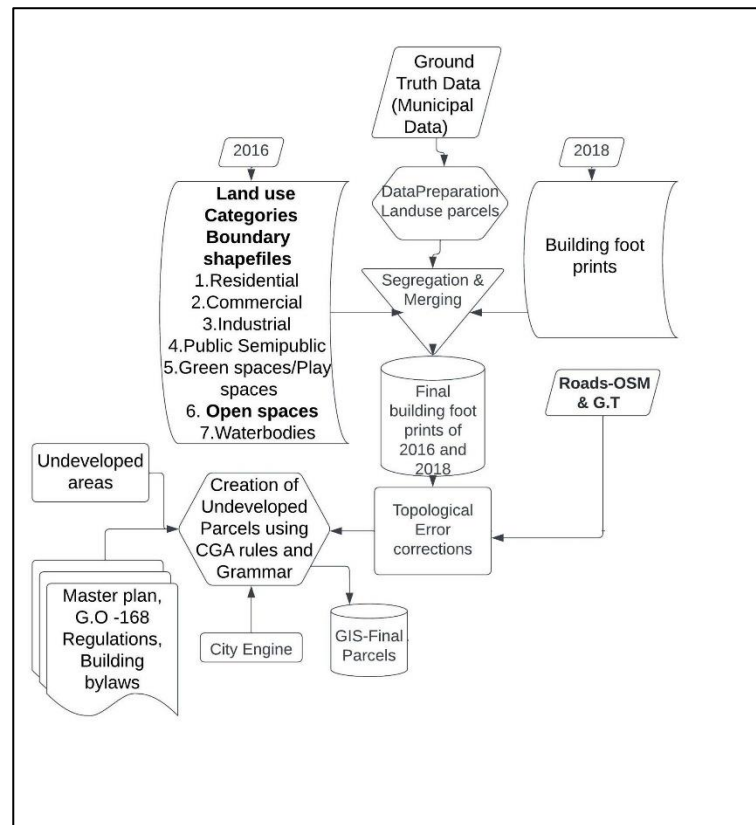 Ground
Truth Data
(Municipal
Data)
2016
2018
Land use
Categories
Boundary
shapefiles
1.Residential
2.Commercial
3.Industrial
4.Public Semipublic
5.Green spaces/Play
spaces
6. Open spaces
7.Waterbodies
DataPreparation
Landuse parcels
Building foot
prints
Segregation &
Merging
Final
building foot
prints of
2016 and
2018
Roads-OSM
& G.T
Undeveloped
areas
Creation of
Undeveloped
Parcels using
CGA rules and
Grammar
Topological
Error
corrections
Master plan,
G.O -168
Regulations,
Building
bylaws
City Engine
GIS-Final
Parcels